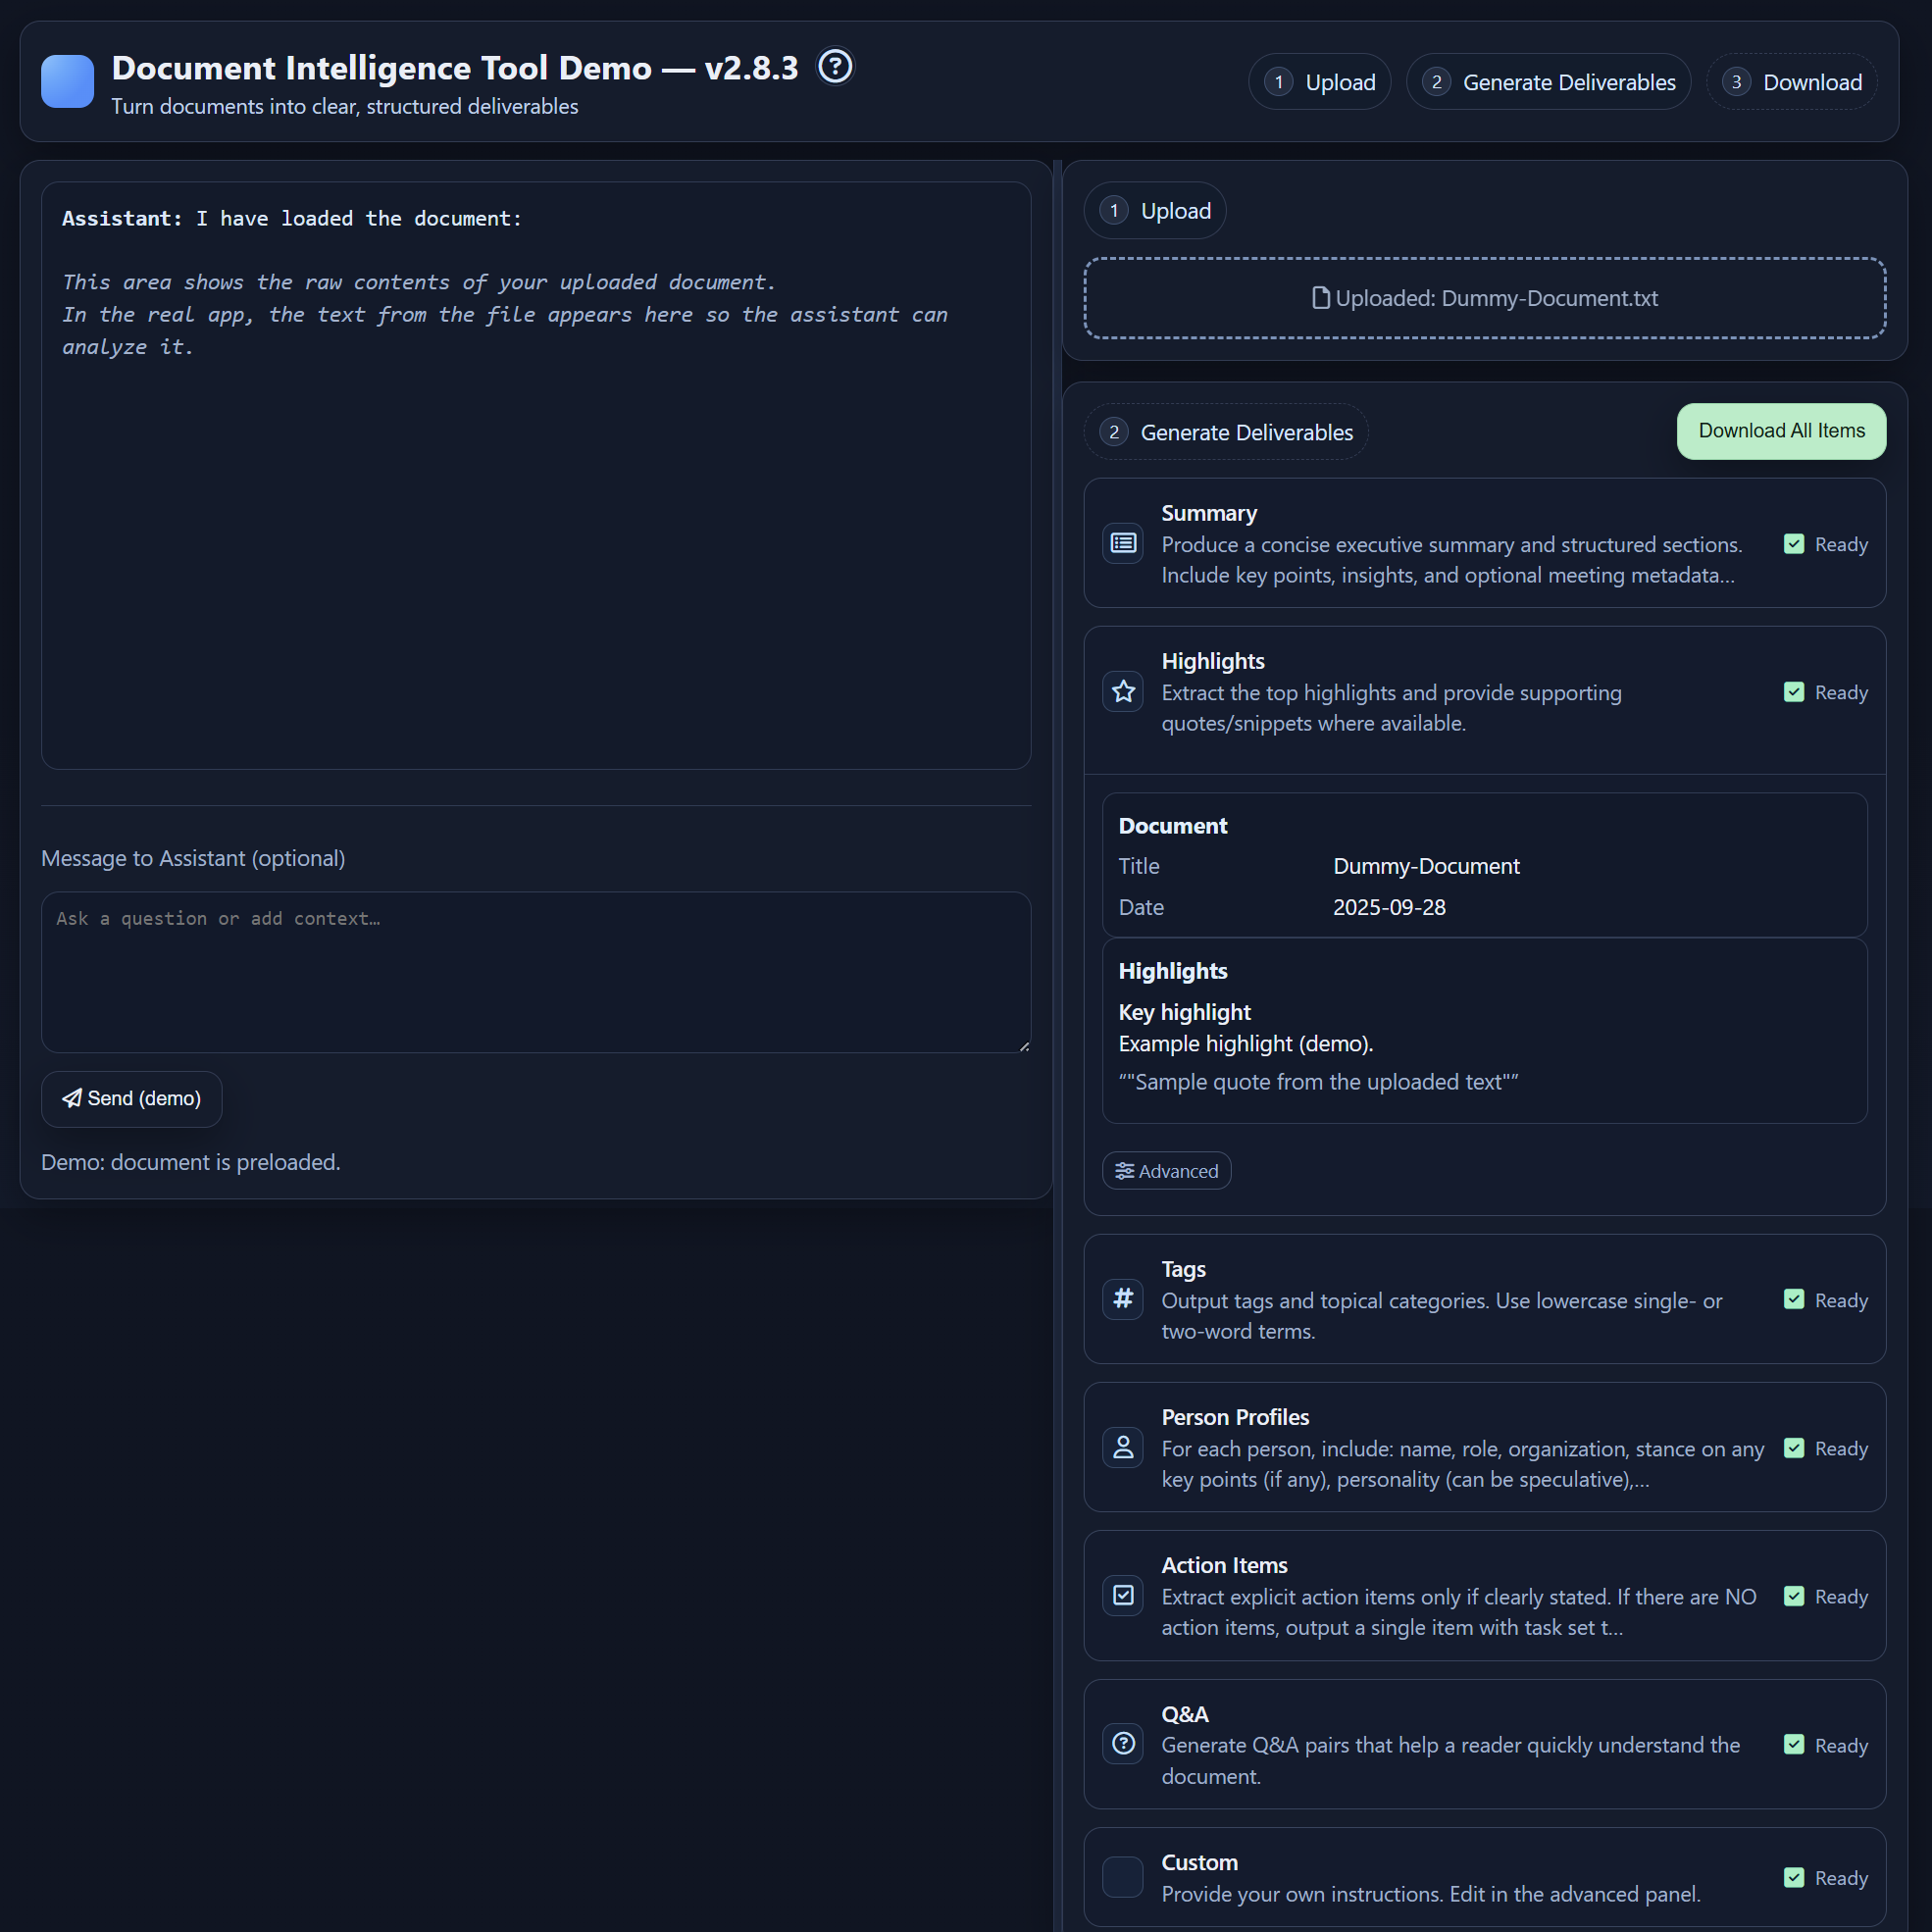 Document Intelligence Tool Demo — v2.8.3
Turn documents into clear, structured deliverables
1 Upload
2 Generate Deliverables
3 Download
Assistant: I have loaded the document:
This area shows the raw contents of your uploaded document.
In the real app, the text from the file appears here so the assistant can
analyze it.
Message to Assistant (optional)
Ask a question or add context…
Send (demo)
Demo: document is preloaded.
1 Upload
Uploaded: Dummy-Document.txt
2 Generate Deliverables
Download All Items
Summary
Produce a concise executive summary and structured sections.
Include key points, insights, and optional meeting metadata...
Ready
Highlights
Extract the top highlights and provide supporting
quotes/snippets where available.
Ready
Document
Title Dummy-Document
Date 2025-09-28
Highlights
Key highlight
Example highlight (demo).
“"Sample quote from the uploaded text"”
Advanced
Tags
Output tags and topical categories. Use lowercase single- or
two-word terms.
Ready
Person Profiles
For each person, include: name, role, organization, stance on any
key points (if any), personality (can be speculative),...
Ready
Action Items
Extract explicit action items only if clearly stated. If there are NO
action items, output a single item with task set t...
Ready
Q&A
Generate Q&A pairs that help a reader quickly understand the
document.
Ready
Custom
Provide your own instructions. Edit in the advanced panel.
Ready